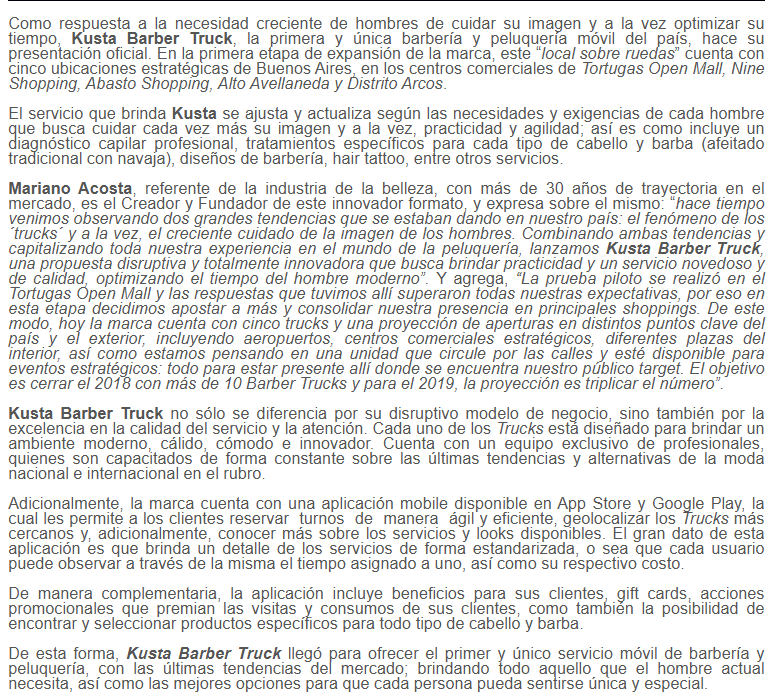 Como respuesta a la necesidad creciente de hombres de cuidar su imagen y a la vez optimizar su
tiempo, Kusta Barber Truck, la primera y única barbería y peluquería móvil del país, hace su
presentación oficial. En la primera etapa de expansión de la marca, este “local sobre ruedas” cuenta con
cinco ubicaciones estratégicas de Buenos Aires, en los centros comerciales de Tortugas Open Mall, Nine
Shopping, Abasto Shopping, Alto Avellaneda y Distrito Arcos.
El servicio que brinda Kusta se ajusta y actualiza según las necesidades y exigencias de cada hombre
que busca cuidar cada vez más su imagen y a la vez, practicidad y agilidad; así es como incluye un
diagnóstico capilar profesional, tratamientos específicos para cada tipo de cabello y barba (afeitado
tradicional con navaja), diseños de barbería, hair tattoo, entre otros servicios.
Mariano Acosta, referente de la industria de la belleza, con más de 30 años de trayectoria en el
mercado, es el Creador y Fundador de este innovador formato, y expresa sobre el mismo: “hace tiempo
venimos observando dos grandes tendencias que se estaban dando en nuestro país: el fenómeno de los
´trucks´ y a la vez, el creciente cuidado de la imagen de los hombres. Combinando ambas tendencias y
capitalizando toda nuestra experiencia en el mundo de la peluquería, lanzamos Kusta Barber Truck,
una propuesta disruptiva y totalmente innovadora que busca brindar practicidad y un servicio novedoso y
de calidad, optimizando el tiempo del hombre moderno”. Y agrega, “La prueba piloto se realizó en el
Tortugas Open Mall y las respuestas que tuvimos allí superaron todas nuestras expectativas, por eso en
esta etapa decidimos apostar a más y consolidar nuestra presencia en principales shoppings. De este
modo, hoy la marca cuenta con cinco trucks y una proyección de aperturas en distintos puntos clave del
país y el exterior, incluyendo aeropuertos, centros comerciales estratégicos, diferentes plazas del
interior, así como estamos pensando en una unidad que circule por las calles y esté disponible para
eventos estratégicos: todo para estar presente allí donde se encuentra nuestro público target. El objetivo
es cerrar el 2018 con más de 10 Barber Trucks y para el 2019, la proyección es triplicar el número”.
Kusta Barber Truck no sólo se diferencia por su disruptivo modelo de negocio, sino también por la
excelencia en la calidad del servicio y la atención. Cada uno de los Trucks está diseñado para brindar un
ambiente moderno, cálido, cómodo e innovador. Cuenta con un equipo exclusivo de profesionales,
quienes son capacitados de forma constante sobre las últimas tendencias y alternativas de la moda
nacional e internacional en el rubro.
Adicionalmente, la marca cuenta con una aplicación mobile disponible en App Store y Google Play, la
cual les permite a los clientes reservar turnos de manera ágil y eficiente, geolocalizar los Trucks más
cercanos y, adicionalmente, conocer más sobre los servicios y looks disponibles. El gran dato de esta
aplicación es que brinda un detalle de los servicios de forma estandarizada, o sea que cada usuario
puede observar a través de la misma el tiempo asignado a uno, así como su respectivo costo.
De manera complementaria, la aplicación incluye beneficios para sus clientes, gift cards, acciones
promocionales que premian las visitas y consumos de sus clientes, como también la posibilidad de
encontrar y seleccionar productos específicos para todo tipo de cabello y barba.
De esta forma, Kusta Barber Truck llegó para ofrecer el primer y único servicio móvil de barbería y
peluquería, con las últimas tendencias del mercado; brindando todo aquello que el hombre actual
necesita, así como las mejores opciones para que cada persona pueda sentirse única y especial.